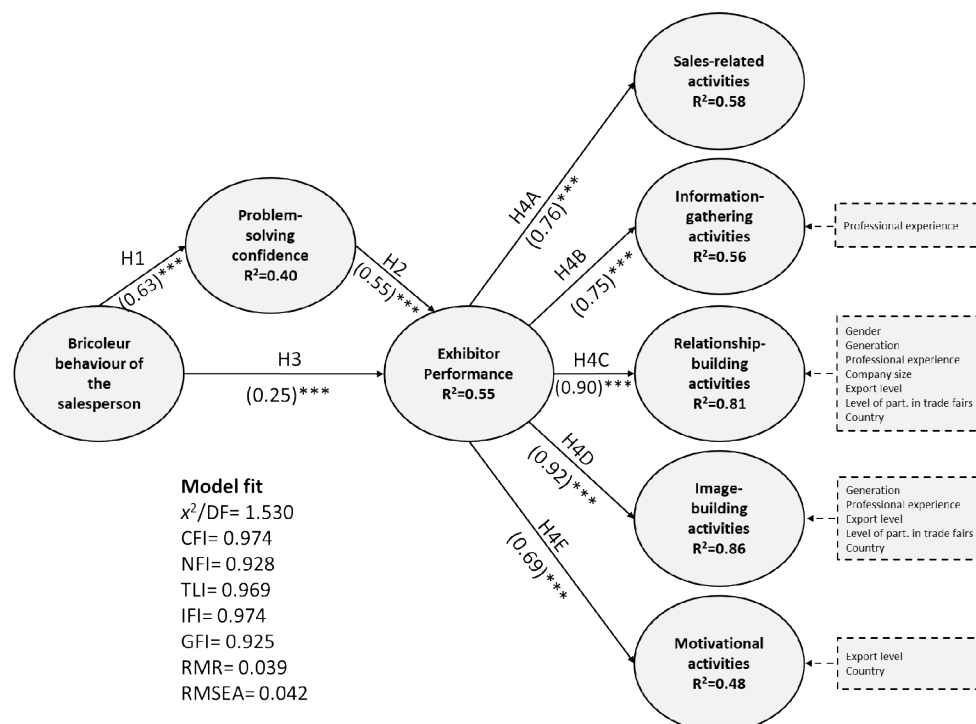 Sales-related
activities
R²=0.58
H4A
(0.76)***
Information-
gathering
activities
R²=0.56
Professional experience
Problem-
solving
confidence
R²=0.40
H1
(0.63)***
H2
(0.55)***
H4B
(0.75)***
Bricoleur
behaviour of
the
salesperson
H3
(0.25)***
Exhibitor
Performance
R²=0.55
H4C
(0.90)***
Relationship-
building
activities
R²=0.81
Gender
Generation
Professional experience
Company size
Export level
Level of part. in trade fairs
Country
H4D
(0.92)***
Image-
building
activities
R²=0.86
Generation
Professional experience
Export level
Level of part. in trade fairs
Country
H4E
(0.69)***
Motivational
activities
R²=0.48
Export level
Country
Model fit
x²/DF= 1.530
CFI= 0.974
NFI= 0.928
TLI= 0.969
IFI= 0.974
GFI= 0.925
RMR= 0.039
RMSEA= 0.042